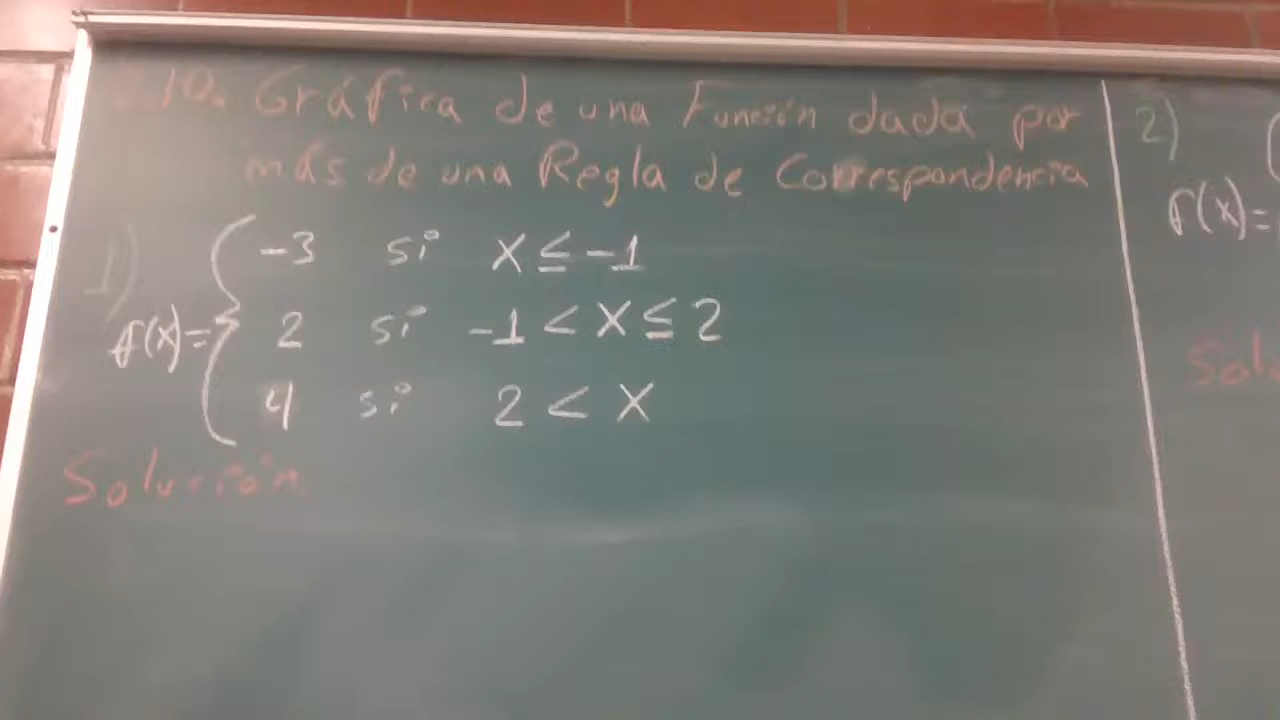 10. Gráfica de una Función dada por
más de una Regla de Correspondencia
1)
f(x)= { -3 si x ≤ -1
2 si -1 < x ≤ 2
4 si 2 < x
Solución
2)
f(x)=
Solu